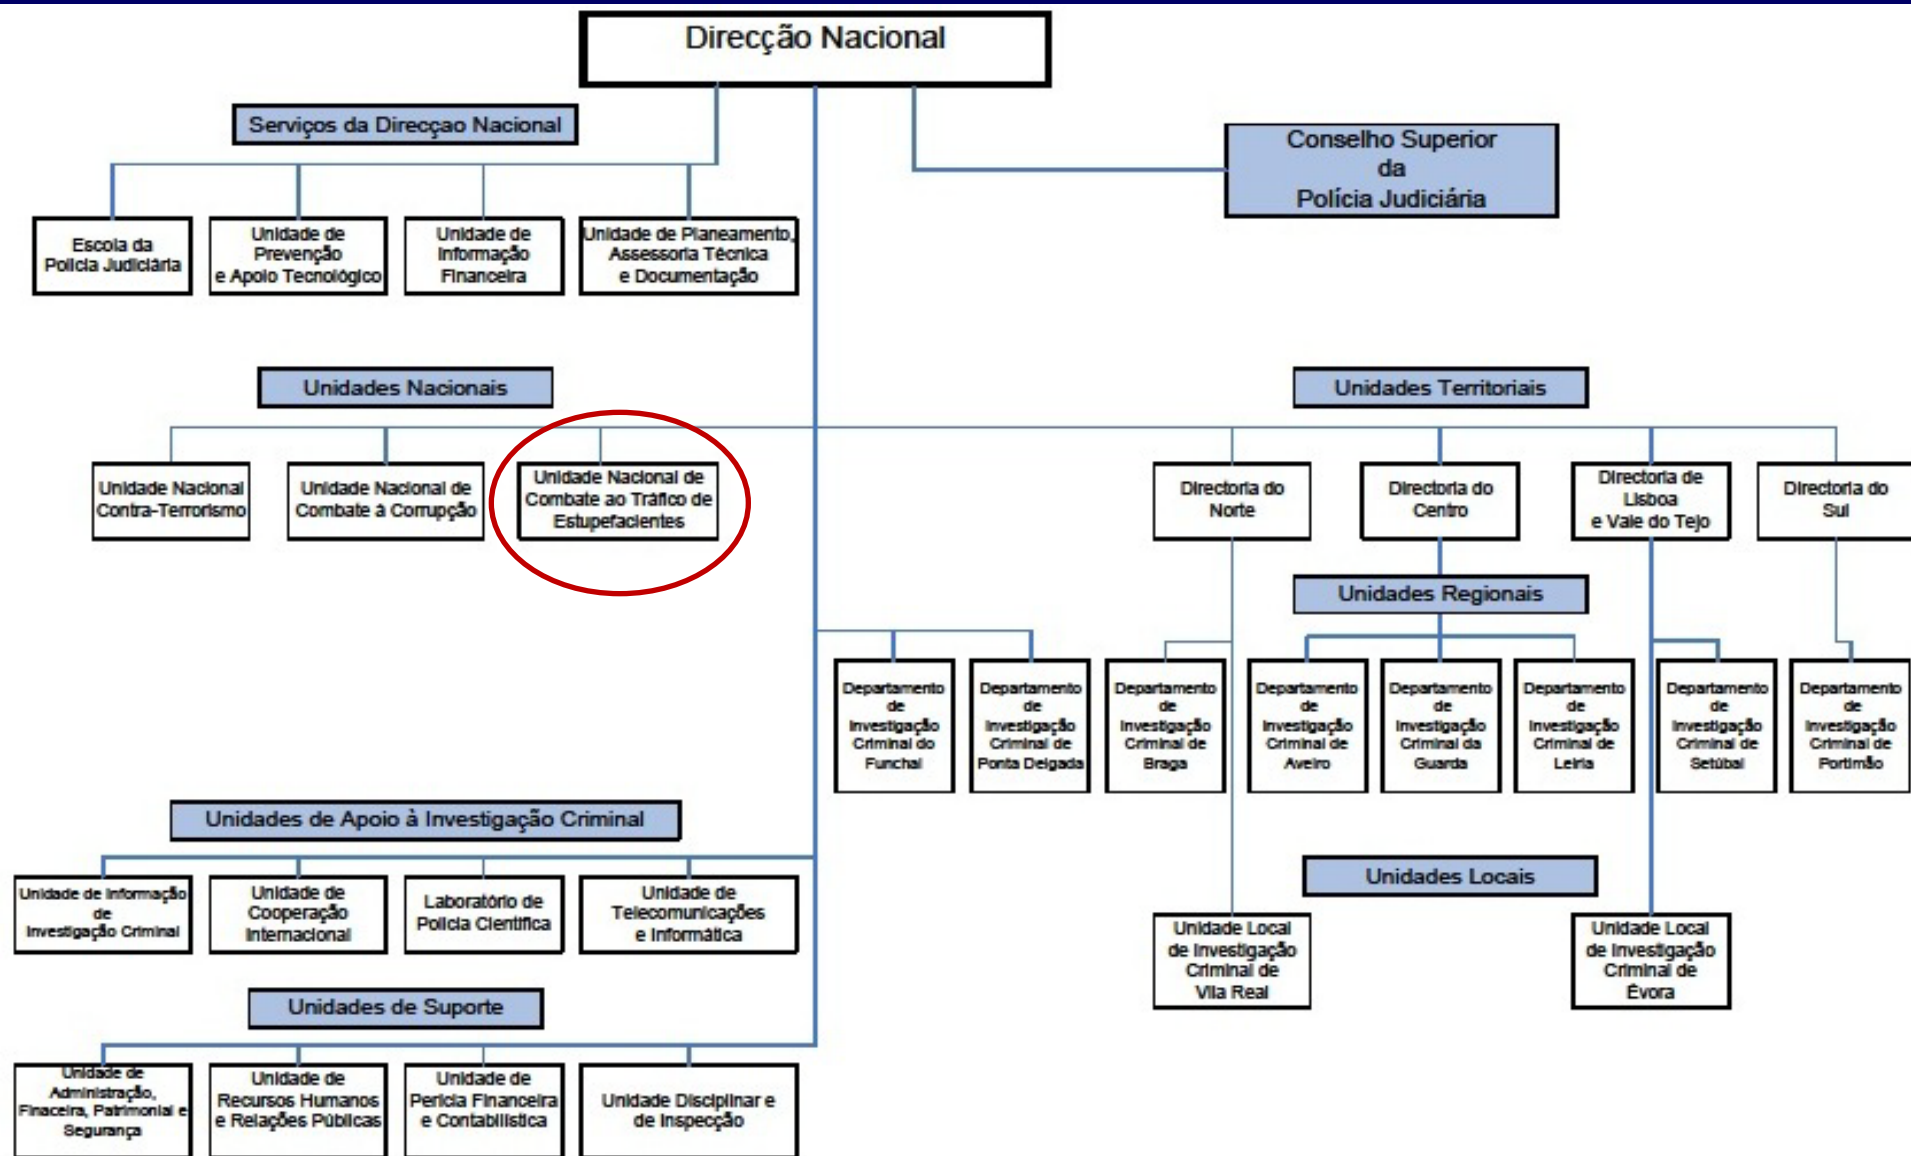 Direcção Nacional
Serviços da Direcçao Nacional
Conselho Superior
da
Polícia Judiciária
Escola da
Polícia Judiciária
Unidade de
Prevenção
e Apoio Tecnológico
Unidade de
Informação
Financeira
Unidade de Planeamento,
Assessoria Técnica
e Documentação
Unidades Nacionais
Unidades Territoriais
Unidade Nacional
Contra-Terrorismo
Unidade Nacional de
Combate à Corrupção
Unidade Nacional de
Combate ao Tráfico de
Estupefacientes
Directoria do
Norte
Directoria do
Centro
Directoria de
Lisboa
e Vale do Tejo
Directoria do
Sul
Unidades Regionais
Departamento
de
Investigação
Criminal do
Funchal
Departamento
de
Investigação
Criminal de
Ponta Delgada
Departamento
de
Investigação
Criminal de
Braga
Departamento
de
Investigação
Criminal de
Aveiro
Departamento
de
Investigação
Criminal da
Guarda
Departamento
de
Investigação
Criminal de
Leiria
Departamento
de
Investigação
Criminal de
Setúbal
Departamento
de
Investigação
Criminal de
Portimão
Unidades de Apoio à Investigação Criminal
Unidades Locais
Unidade de Informação
de
Investigação Criminal
Unidade de
Cooperação
Internacional
Laboratório de
Polícia Científica
Unidade de
Telecomunicações
e Informática
Unidade Local
de Investigação
Criminal de
Vila Real
Unidade Local
de Investigação
Criminal de
Évora
Unidades de Suporte
Unidade de
Administração,
Finaceira, Patrimonial e
Segurança
Unidade de
Recursos Humanos
e Relações Públicas
Unidade de
Perícia Financeira
e Contabilística
Unidade Disciplinar e
de Inspecção